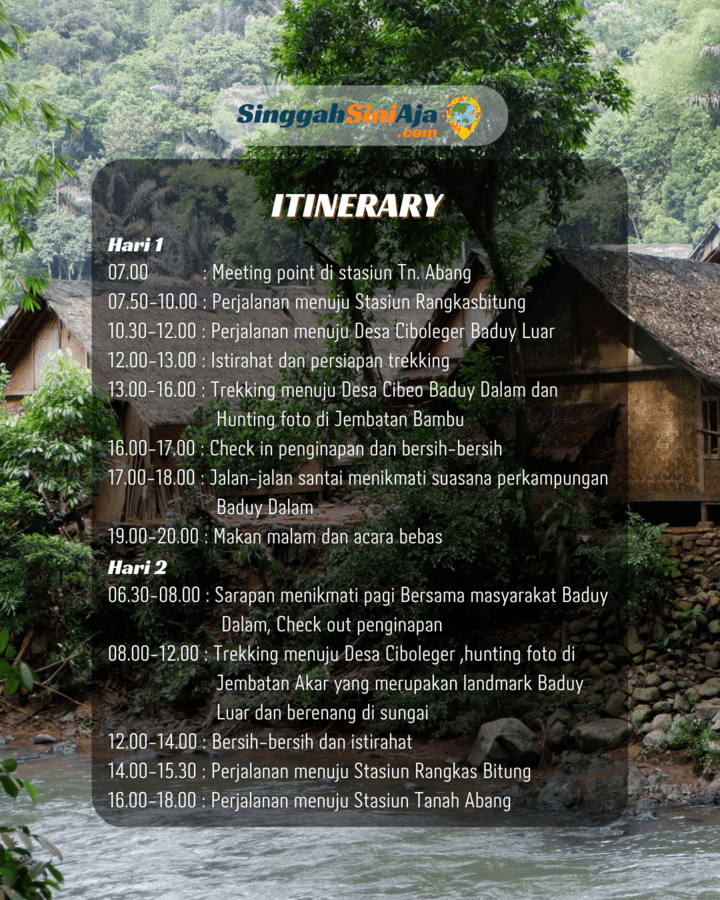 SinggahSiniAja
.com
ITINERARY
Hari 1
07.00 : Meeting point di stasiun Tn. Abang
07.50-10.00 : Perjalanan menuju Stasiun Rangkasbitung
10.30-12.00 : Perjalanan menuju Desa Ciboleger Baduy Luar
12.00-13.00 : Istirahat dan persiapan trekking
13.00-16.00 : Trekking menuju Desa Cibeo Baduy Dalam dan
Hunting foto di Jembatan Bambu
16.00-17.00 : Check in penginapan dan bersih-bersih
17.00-18.00 : Jalan-jalan santai menikmati suasana perkampungan
Baduy Dalam
19.00-20.00 : Makan malam dan acara bebas
Hari 2
06.30-08.00 : Sarapan menikmati pagi Bersama masyarakat Baduy
Dalam, Check out penginapan
08.00-12.00 : Trekking menuju Desa Ciboleger ,hunting foto di
Jembatan Akar yang merupakan landmark Baduy
Luar dan berenang di sungai
12.00-14.00 : Bersih-bersih dan istirahat
14.00-15.30 : Perjalanan menuju Stasiun Rangkas Bitung
16.00-18.00 : Perjalanan menuju Stasiun Tanah Abang